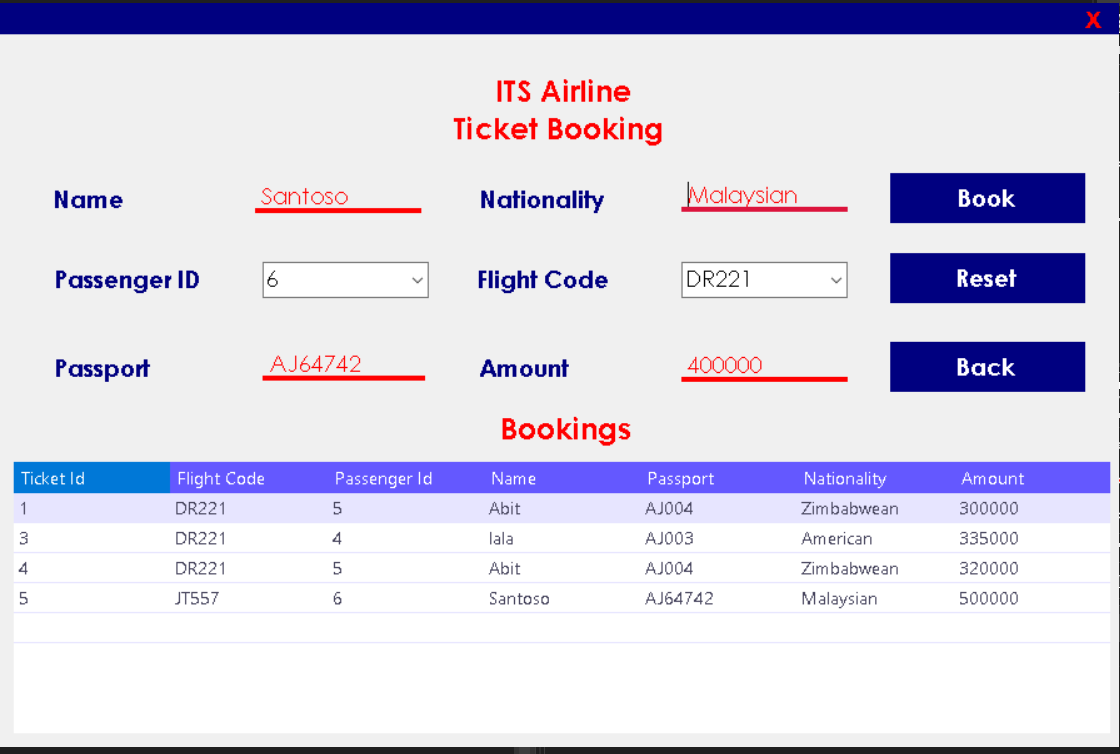 X
ITS Airline
Ticket Booking
Name Santoso Nationality Malaysian Book
Passenger ID 6 Flight Code DR221 Reset
Passport AJ64742 Amount 400000 Back
Bookings
Ticket Id Flight Code Passenger Id Name Passport Nationality Amount
1 DR221 5 Abit AJ004 Zimbabwean 300000
3 DR221 4 lala AJ003 American 335000
4 DR221 5 Abit AJ004 Zimbabwean 320000
5 JT557 6 Santoso AJ64742 Malaysian 500000